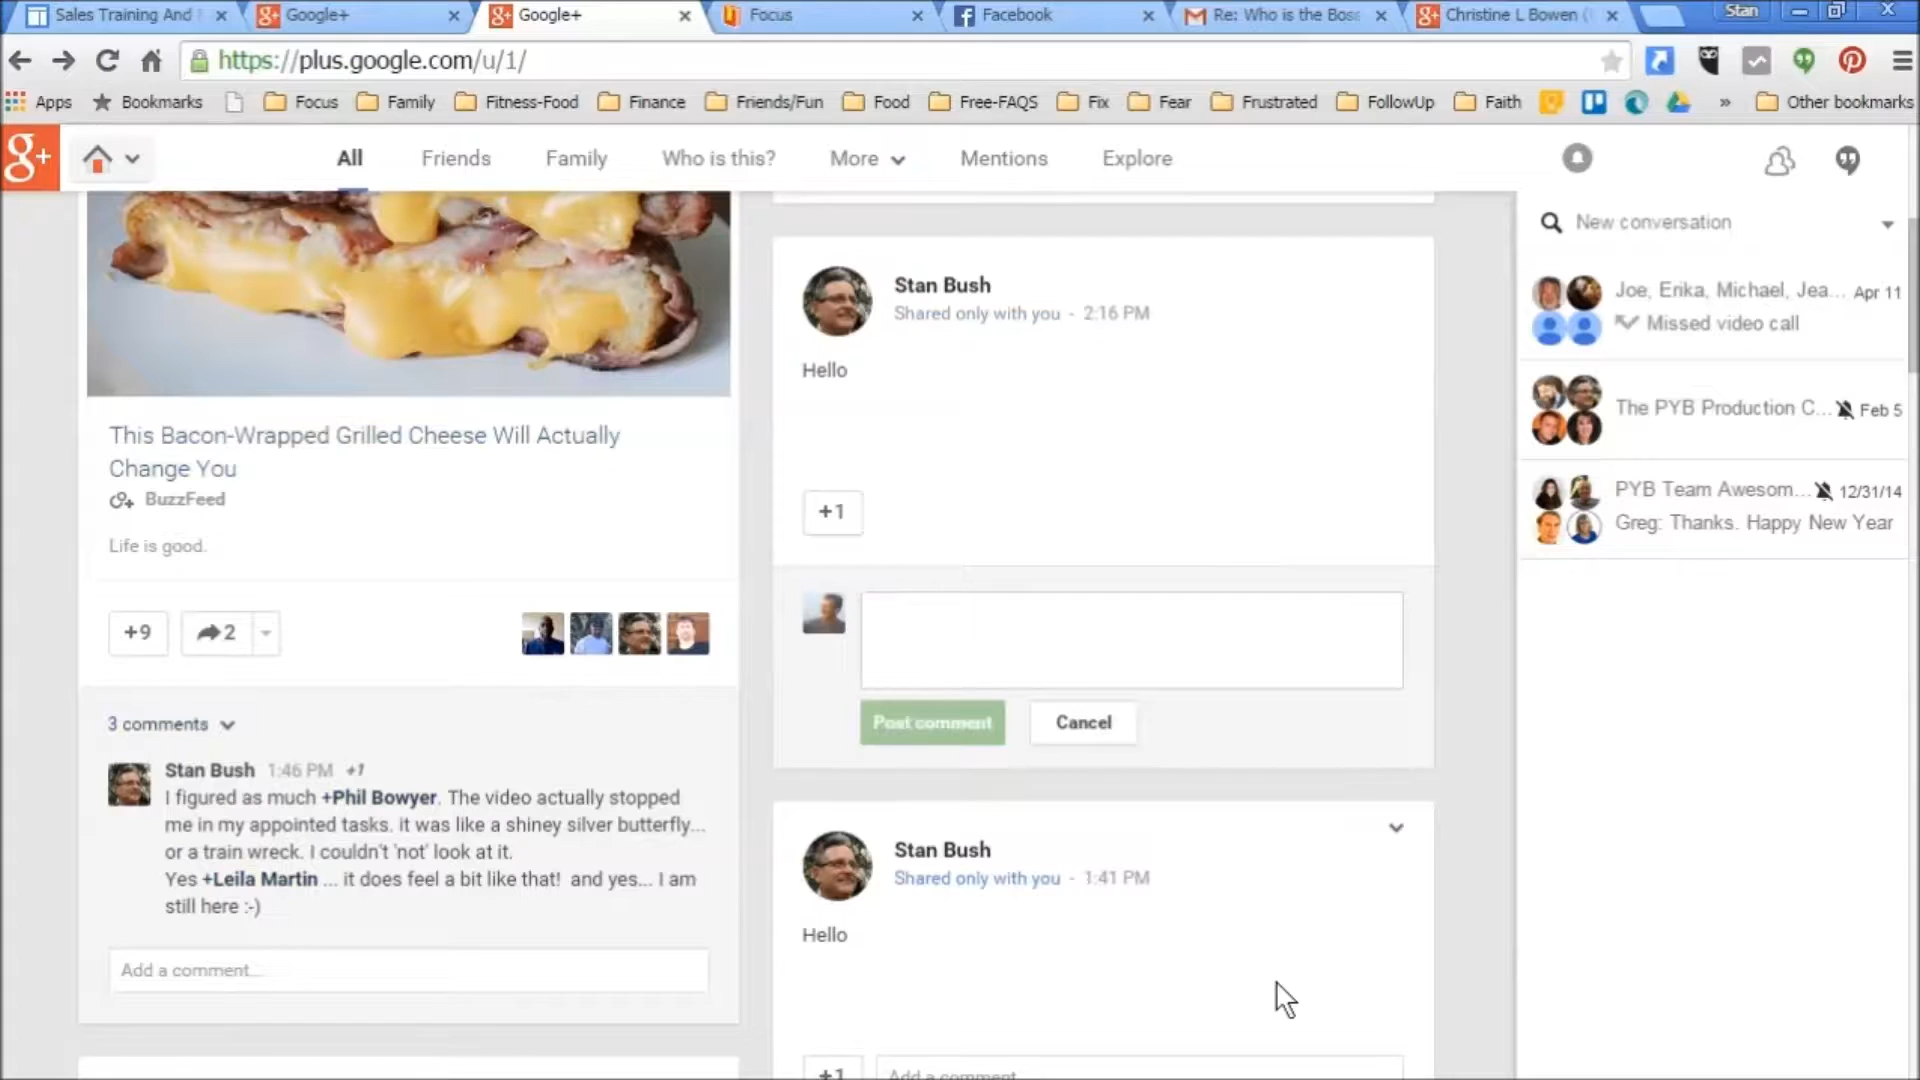 Sales Training And
Google+
Google+
Focus
Facebook
Re: Who is the Bos
Christine L Bowen (
Stan
https://plus.google.com/u/1/
Apps
Bookmarks
Focus
Family
Fitness-Food
Finance
Friends/Fun
Food
Free-FAQS
Fix
Fear
Frustrated
FollowUp
Faith
»
Other bookmarks
g+
All
Friends
Family
Who is this?
More
Mentions
Explore
This Bacon-Wrapped Grilled Cheese Will Actually
Change You
BuzzFeed
Life is good.
+9
2
3 comments
Stan Bush 1:46 PM +1
I figured as much +Phil Bowyer. The video actually stopped
me in my appointed tasks. it was like a shiney silver butterfly...
or a train wreck. I couldn't 'not' look at it.
Yes +Leila Martin ... it does feel a bit like that! and yes... I am
still here :-)
Add a comment...
Stan Bush
Shared only with you - 2:16 PM
Hello
+1
Post comment
Cancel
Stan Bush
Shared only with you - 1:41 PM
Hello
+1
Add a comment
New conversation
Joe, Erika, Michael, Jea... Apr 11
Missed video call
The PYB Production C... Feb 5
PYB Team Awesom... 12/31/14
Greg: Thanks. Happy New Year